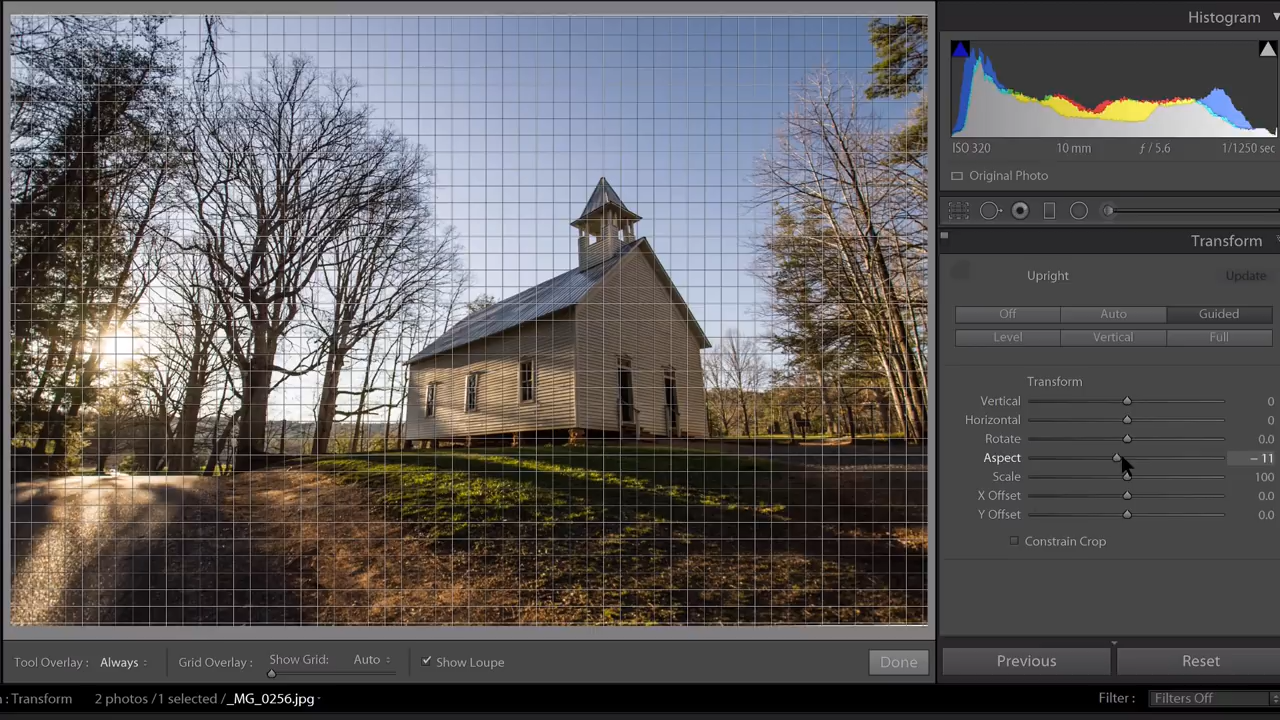 Histogram
ISO 320 10 mm ƒ / 5.6 1/1250 sec
Original Photo
Transform
Upright Update
Off Auto Guided
Level Vertical Full
Transform
Vertical 0
Horizontal 0
Rotate 0.0
Aspect – 11
Scale 100
X Offset 0.0
Y Offset 0.0
Constrain Crop
Tool Overlay : Always Grid Overlay : Show Grid: Auto Show Loupe Done
Previous Reset
: Transform 2 photos /1 selected /_MG_0256.jpg Filter : Filters Off